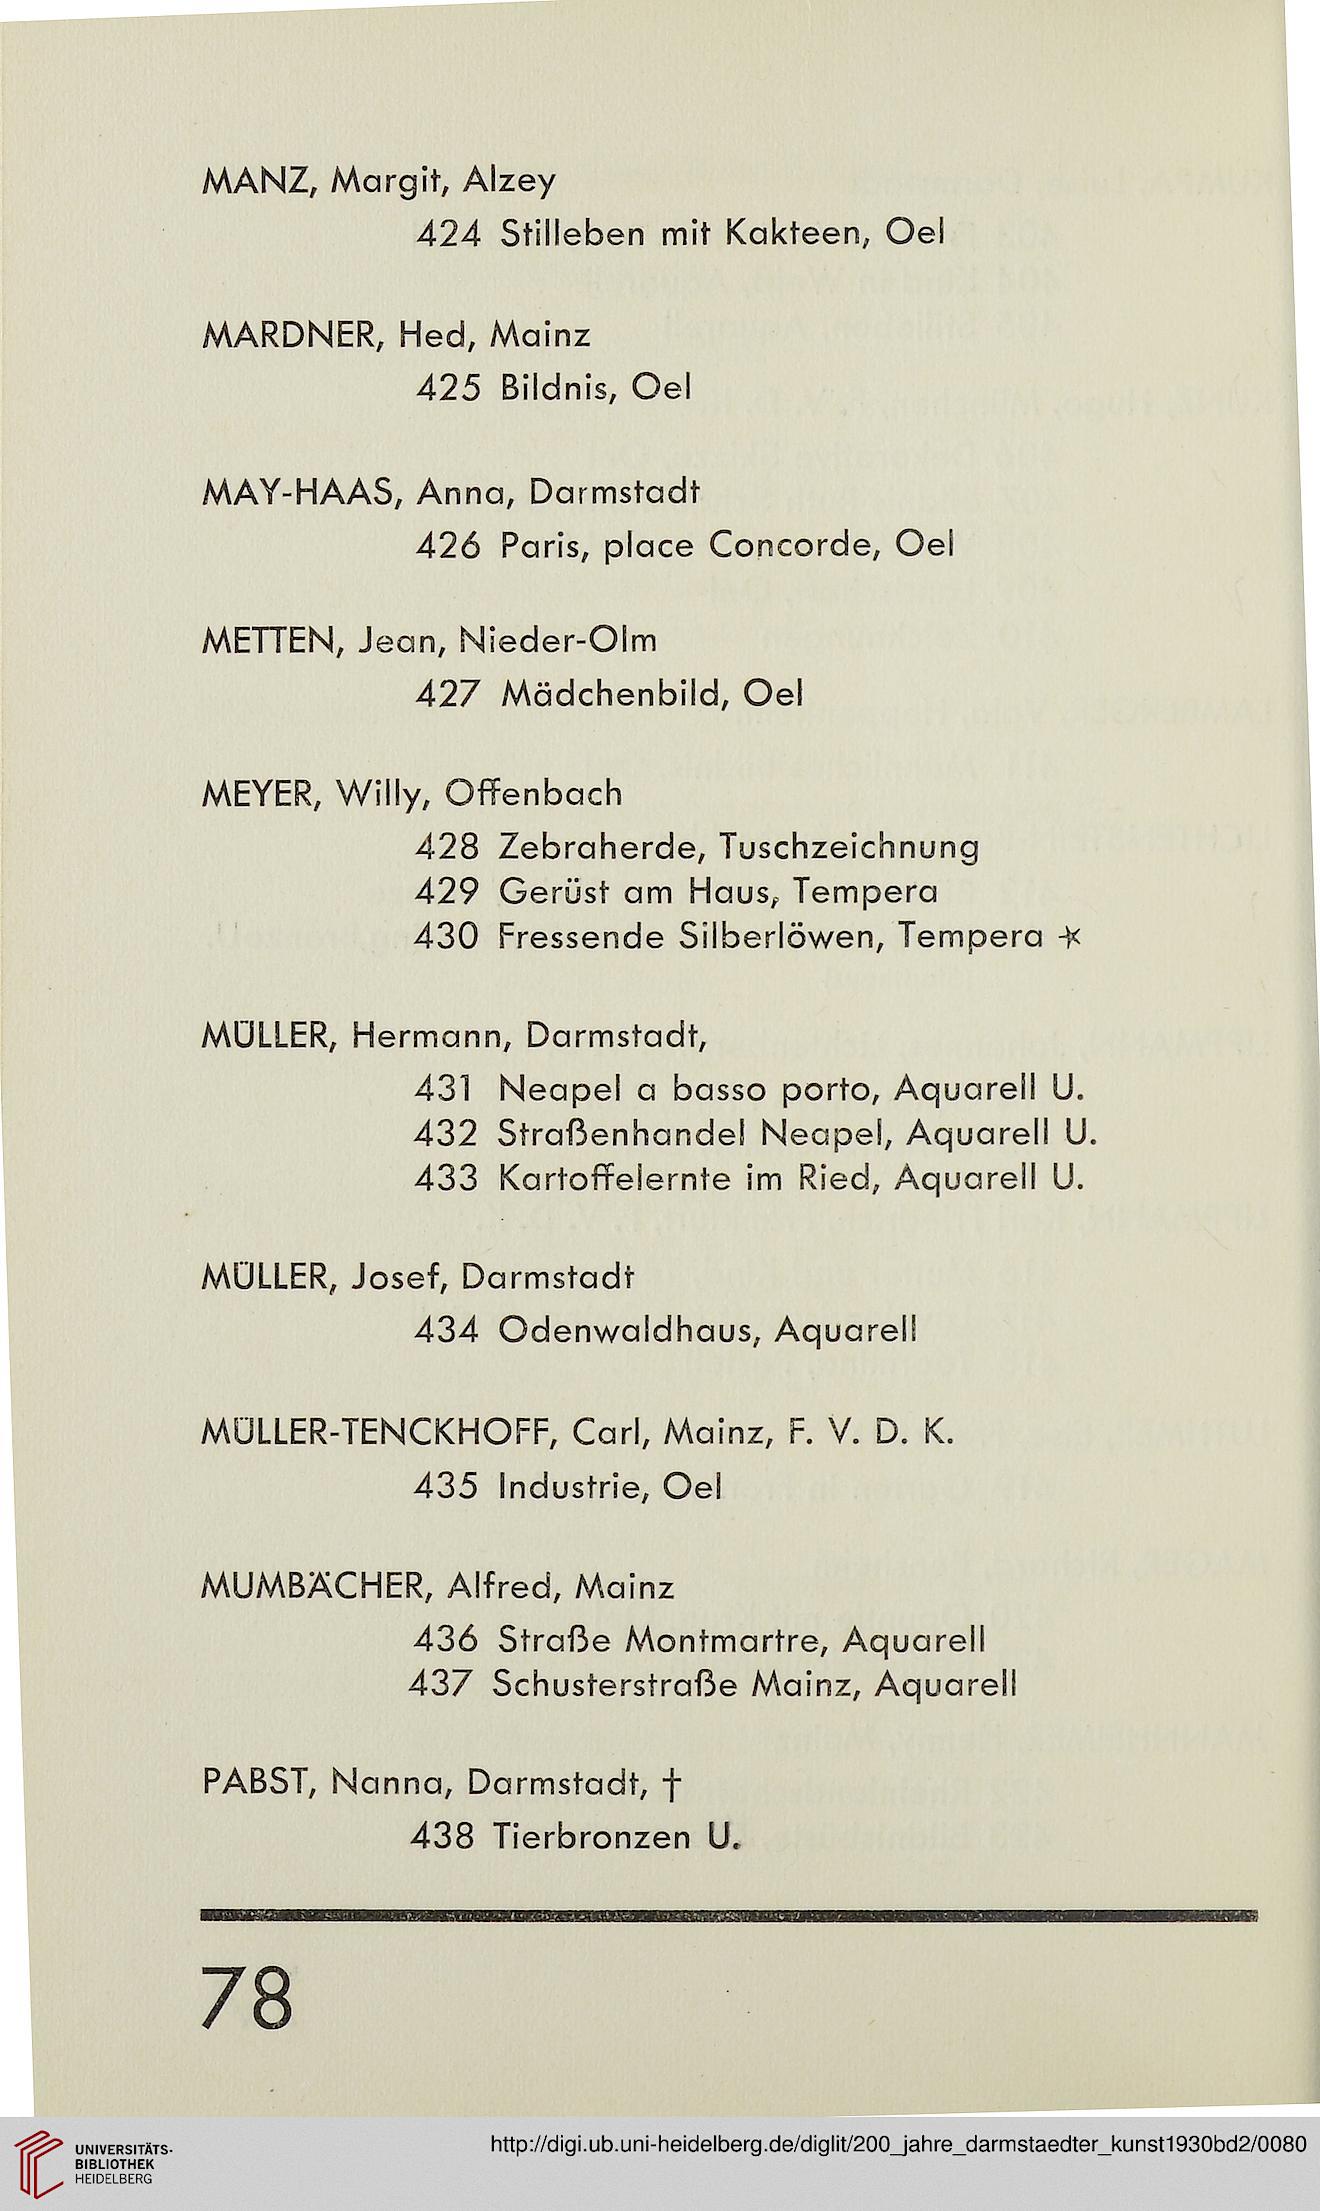 MANZ, Margit, Alzey
424 Stilleben mit Kakteen, Oel
MARDNER, Hed, Mainz
425 Bildnis, Oel
MAY-HAAS, Anna, Darmstadt
426 Paris, place Concorde, Oel
METTEN, Jean, Nieder-Olm
427 Mädchenbild, Oel
MEYER, Willy, Offenbach
428 Zebraherde, Tuschzeichnung
429 Gerüst am Haus, Tempera
430 Fressende Silberlöwen, Tempera *
MÜLLER, Hermann, Darmstadt,
431 Neapel a basso porto, Aquarell U.
432 Straßenhandel Neapel, Aquarell U.
433 Kartoffelernte im Ried, Aquarell U.
MÜLLER, Josef, Darmstadt
434 Odenwaldhaus, Aquarell
MÜLLER-TENCKHOFF, Carl, Mainz, F. V. D. K.
435 Industrie, Oel
MUMBÄCHER, Alfred, Mainz
436 Straße Montmartre, Aquarell
437 Schusterstraße Mainz, Aquarell
PABST, Nanna, Darmstadt, †
438 Tierbronzen U.
78
UNIVERSITÄTS-
BIBLIOTHEK
HEIDELBERG
http://digi.ub.uni-heidelberg.de/diglit/200_jahre_darmstaedter_kunst1930bd2/0080